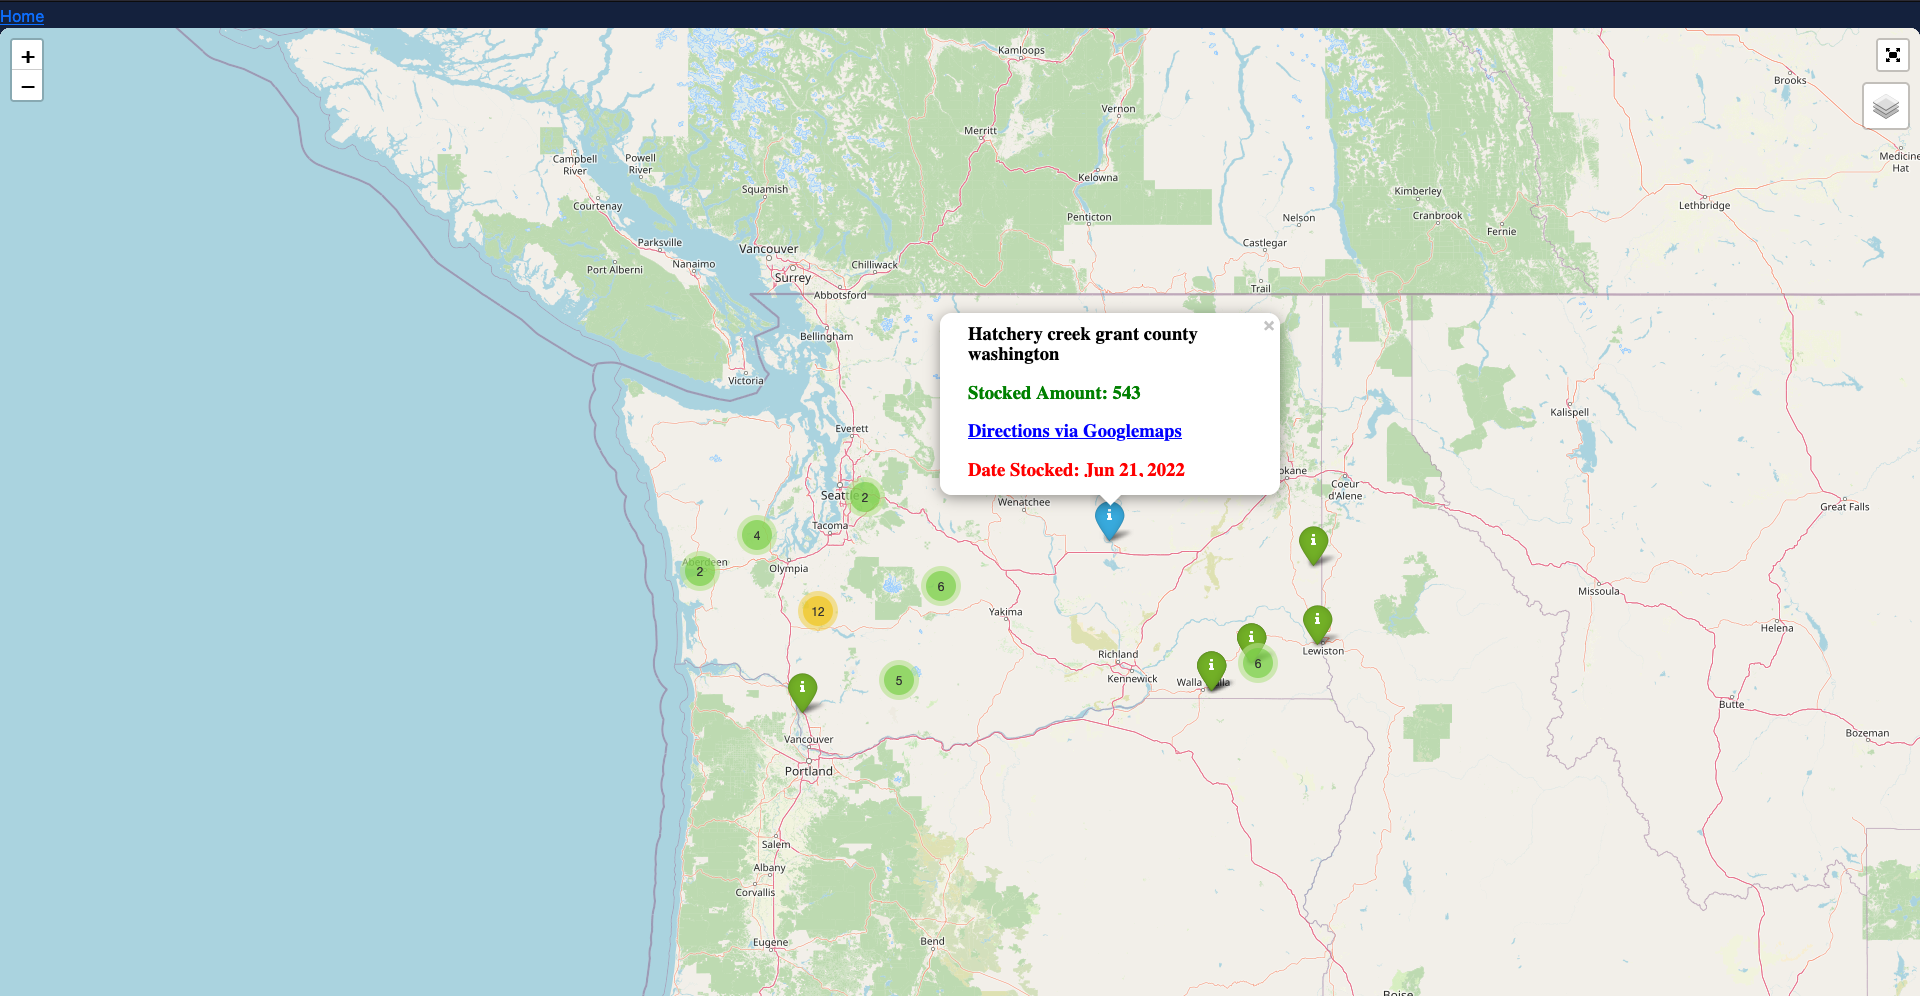 Home
+
−
Kamloops
Brooks
Vernon
Merritt
Medicine
Hat
Campbell
River
Powell
River
Squamish
Kelowna
Kimberley
Courtenay
Lethbridge
Penticton
Nelson
Cranbrook
Fernie
Parksville
Vancouver
Castlegar
Port Alberni
Nanaimo
Chilliwack
Surrey
Abbotsford
Trail
Bellingham
Hatchery creek grant county
washington
×
Victoria
Stocked Amount: 543
Kalispell
Everett
Directions via Googlemaps
Date Stocked: Jun 21, 2022
okane
Coeur
d'Alene
Seattle
2
Wenatchee
Great Falls
i
Tacoma
4
i
Aberdeen
2
Olympia
6
Missoula
12
Yakima
i
Helena
i
Lewiston
Richland
6
i
Kennewick
Walla Walla
5
i
Butte
Vancouver
Bozeman
Portland
Salem
Albany
Corvallis
Eugene
Bend
Boise